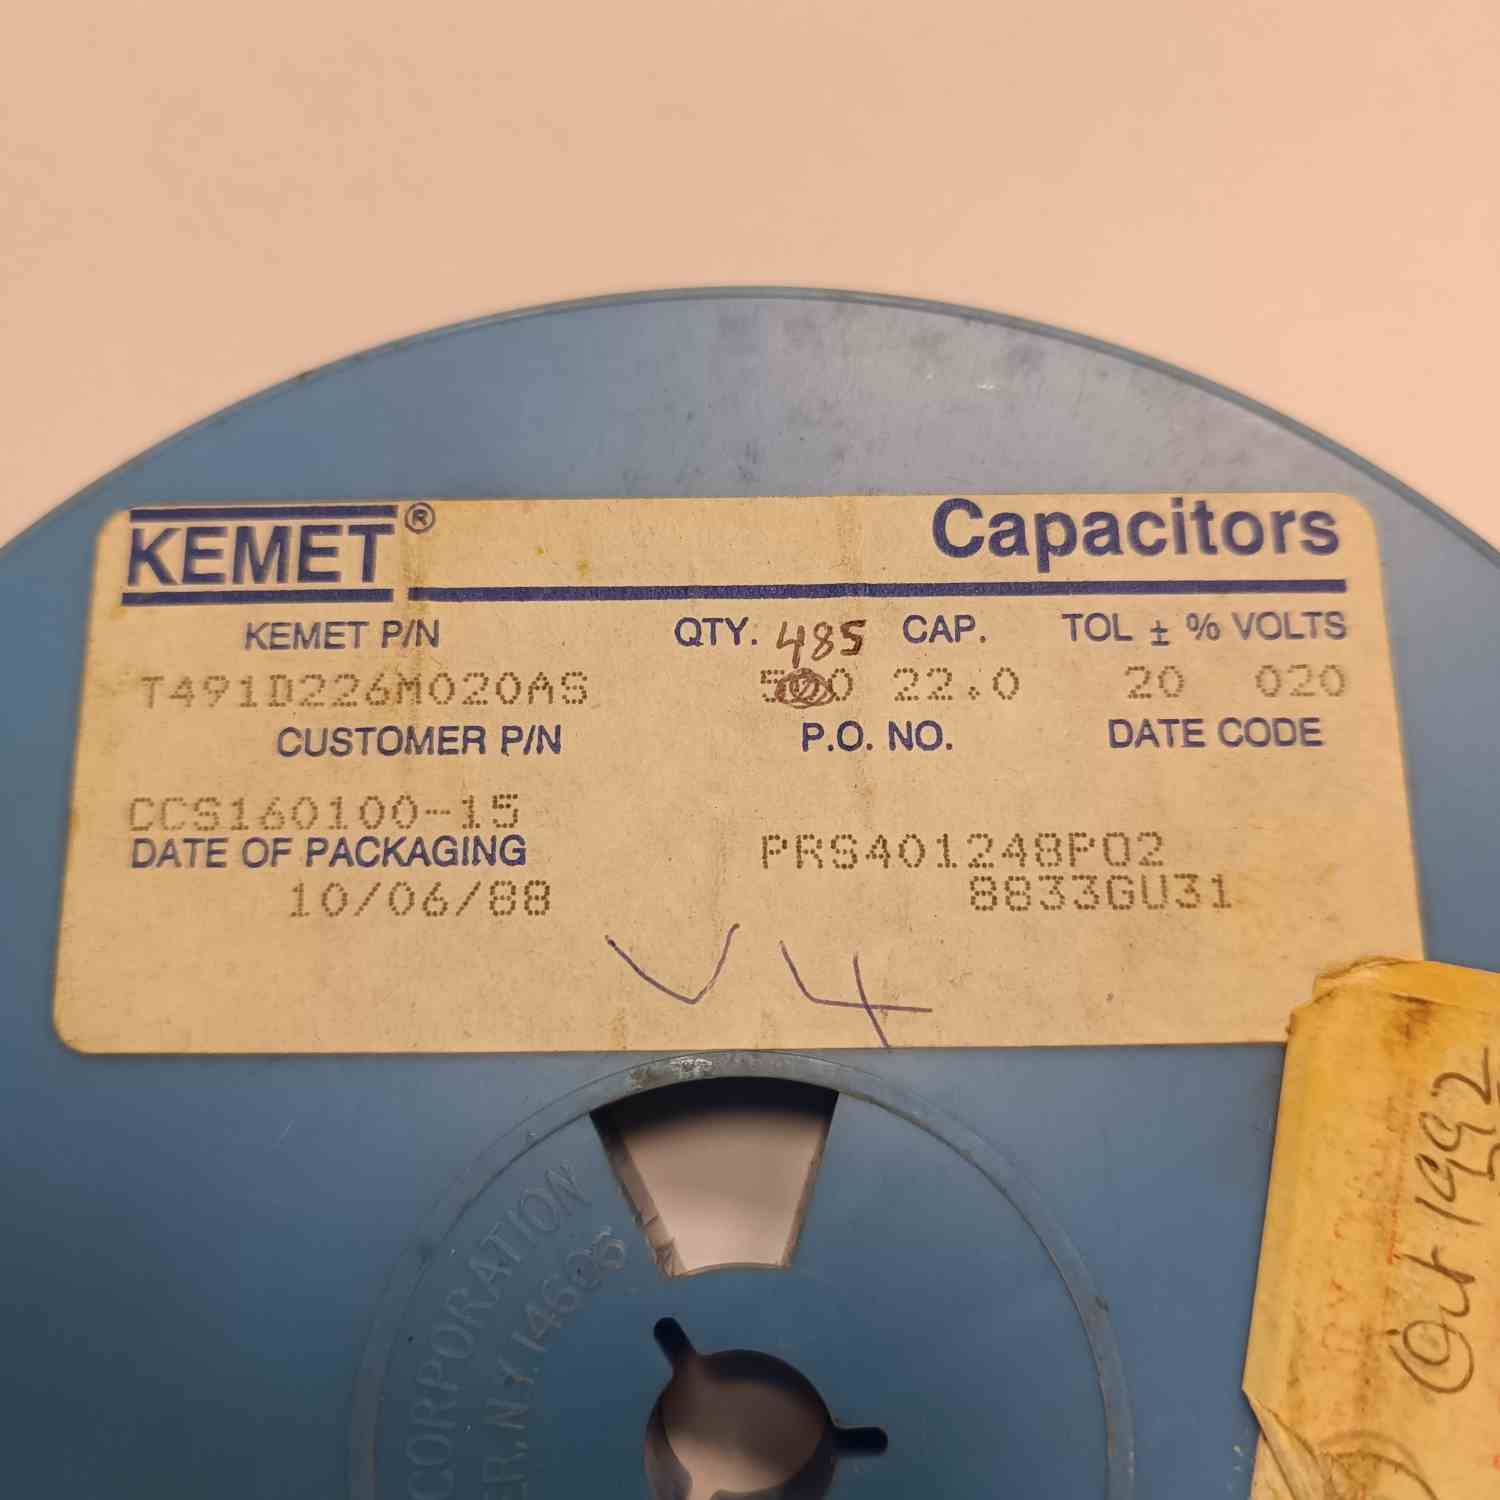 KEMET® Capacitors
KEMET P/N QTY. 485 CAP. TOL ± % VOLTS
T491D226M020AS 500 22.0 20 020
CUSTOMER P/N P.O. NO. DATE CODE
CCS160100-15
DATE OF PACKAGING PRS401248P02
10/06/88 8833GU31
V4
Oct 1992
CORPORATION
N.Y. 14606